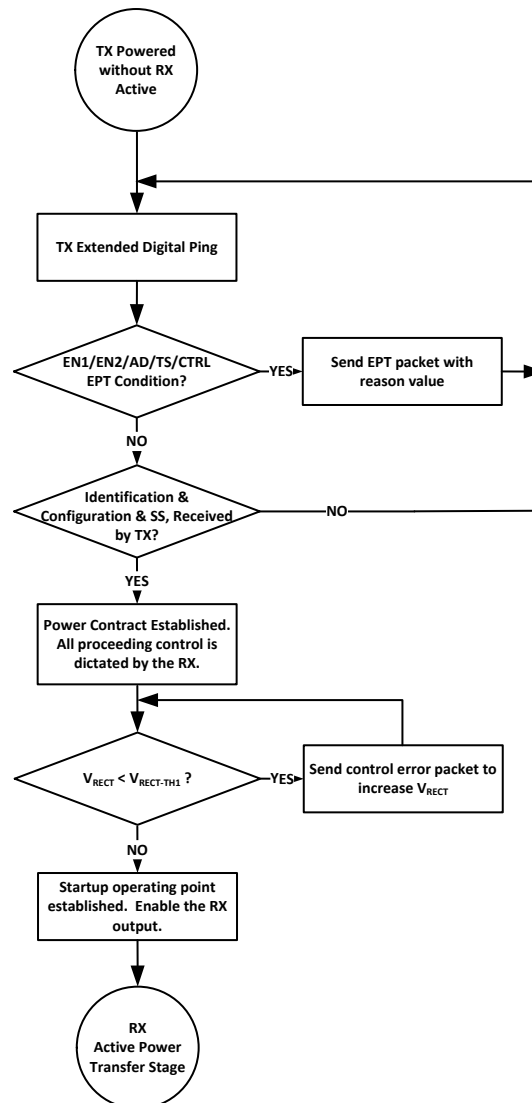 TX Powered
without RX
Active
TX Extended Digital Ping
EN1/EN2/AD/TS/CTRL
EPT Condition?
YES
Send EPT packet with
reason value
NO
Identification &
Configuration & SS, Received
by TX?
NO
YES
Power Contract Established.
All proceeding control is
dictated by the RX.
VRECT < VRECT-TH1 ?
YES
Send control error packet to
increase VRECT
NO
Startup operating point
established. Enable the RX
output.
RX
Active Power
Transfer Stage